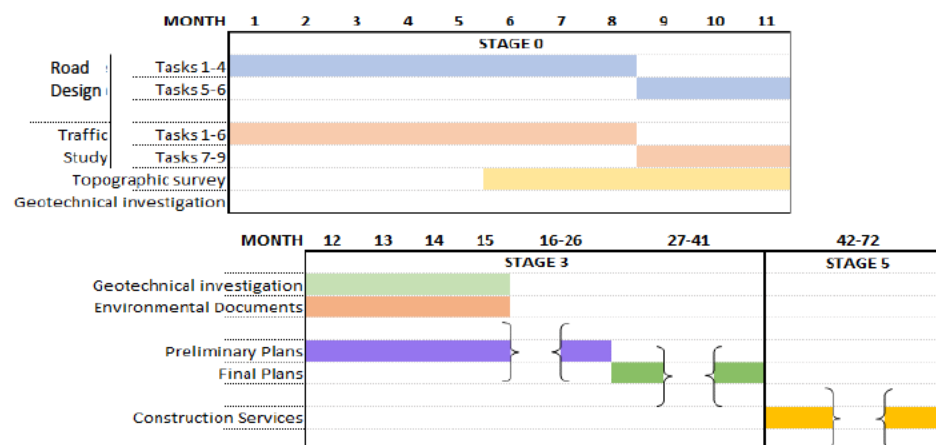 MONTH 1 2 3 4 5 6 7 8 9 10 11
STAGE 0
Road Tasks 1-4
Design Tasks 5-6
Traffic Tasks 1-6
Study Tasks 7-9
Topographic survey
Geotechnical investigation
MONTH 12 13 14 15 16-26 27-41 42-72
STAGE 3 STAGE 5
Geotechnical investigation
Environmental Documents
Preliminary Plans
Final Plans
Construction Services